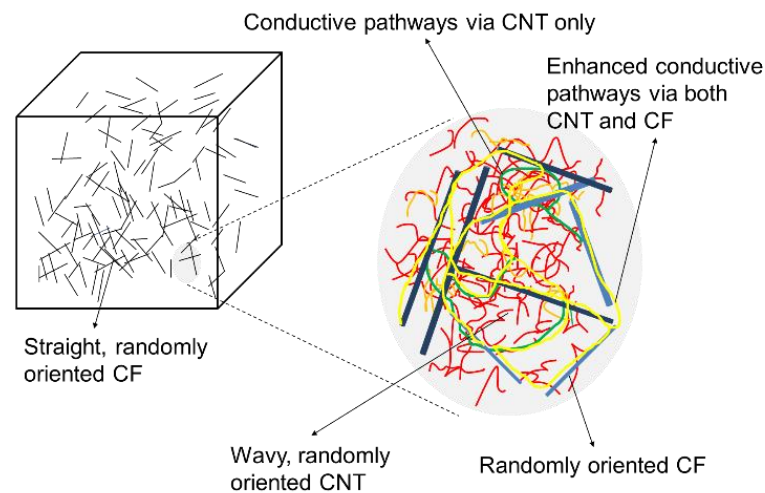 Conductive pathways via CNT only
Enhanced conductive
pathways via both
CNT and CF
Straight, randomly
oriented CF
Wavy, randomly
oriented CNT
Randomly oriented CF